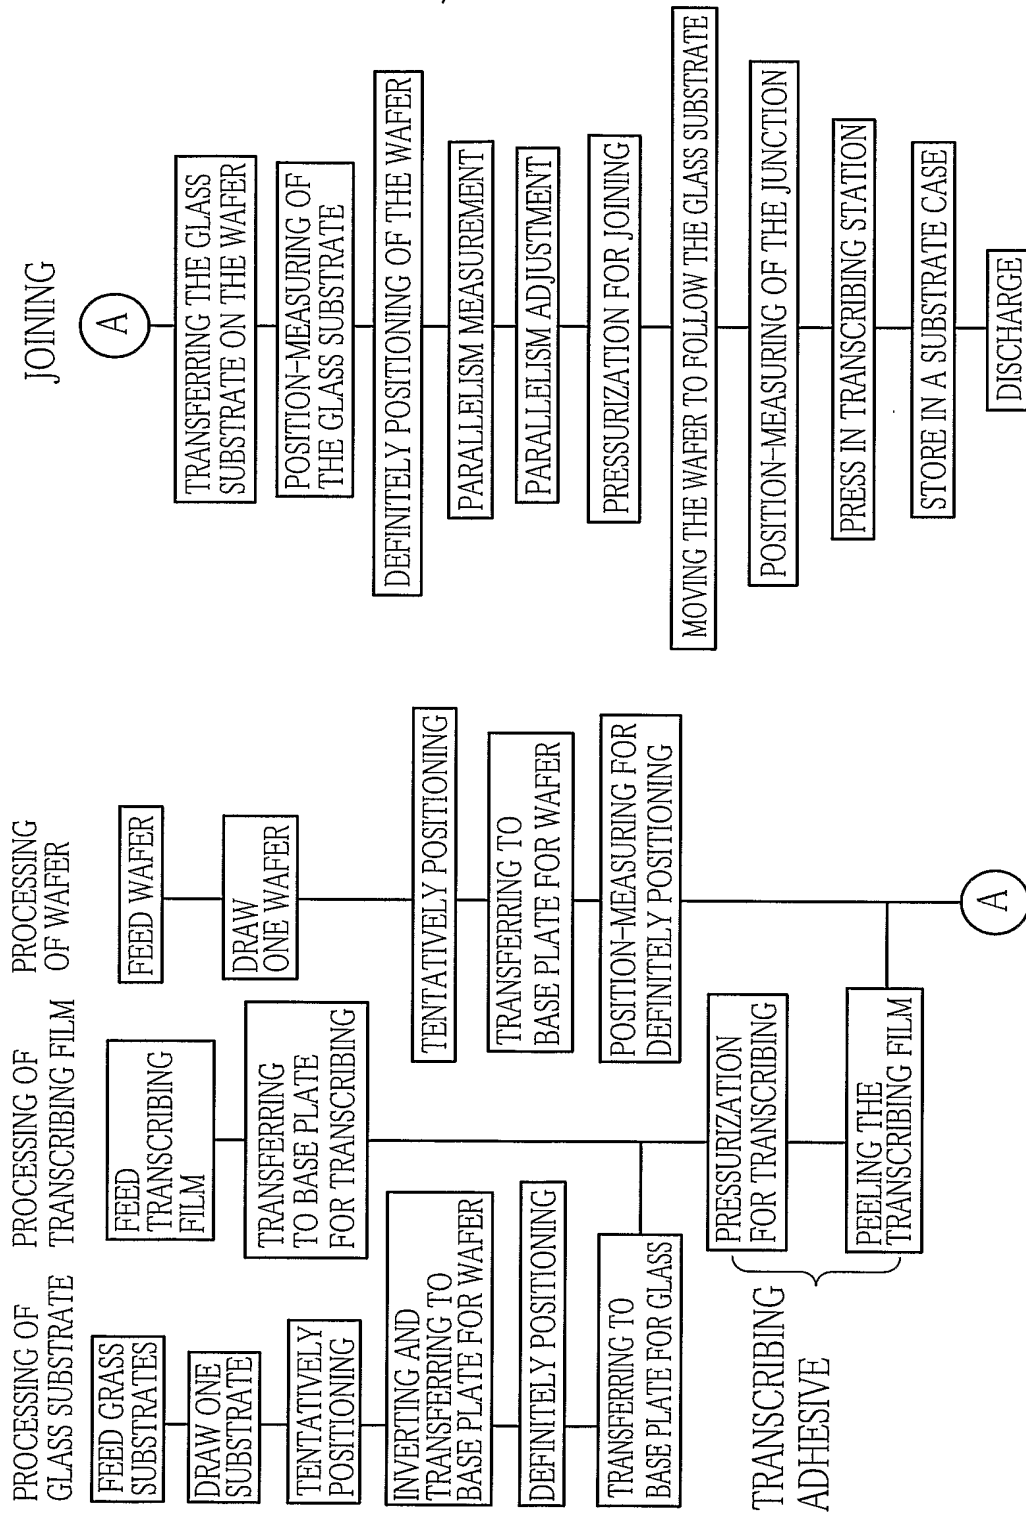 PROCESSING OF
GLASS SUBSTRATE
FEED GRASS
SUBSTRATES
DRAW ONE
SUBSTRATE
TENTATIVELY
POSITIONING
INVERTING AND
TRANSFERRING TO
BASE PLATE FOR WAFER
DEFINITELY POSITIONING
TRANSFERRING TO
BASE PLATE FOR GLASS
PROCESSING OF
TRANSCRIBING FILM
FEED
TRANSCRIBING
FILM
TRANSFERRING
TO BASE PLATE
FOR TRANSCRIBING
TRANSCRIBING
ADHESIVE
PRESSURIZATION
FOR TRANSCRIBING
PEELING THE
TRANSCRIBING FILM
PROCESSING
OF WAFER
FEED WAFER
DRAW
ONE WAFER
TENTATIVELY POSITIONING
TRANSFERRING TO
BASE PLATE FOR WAFER
POSITION-MEASURING FOR
DEFINITELY POSITIONING
A
JOINING
A
TRANSFERRING THE GLASS
SUBSTRATE ON THE WAFER
POSITION-MEASURING OF
THE GLASS SUBSTRATE
DEFINITELY POSITIONING OF THE WAFER
PARALLELISM MEASUREMENT
PARALLELISM ADJUSTMENT
PRESSURIZATION FOR JOINING
MOVING THE WAFER TO FOLLOW THE GLASS SUBSTRATE
POSITION-MEASURING OF THE JUNCTION
PRESS IN TRANSCRIBING STATION
STORE IN A SUBSTRATE CASE
DISCHARGE